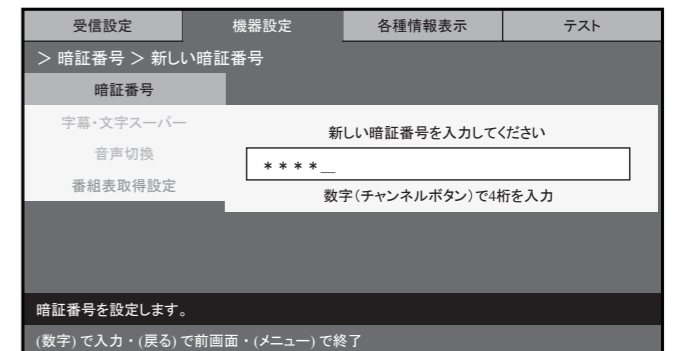 受信設定 機器設定 各種情報表示 テスト
＞ 暗証番号 ＞ 新しい暗証番号
暗証番号
字幕・文字スーパー
音声切換
番組表取得設定
新しい暗証番号を入力してください
＊＊＊＊＿
数字（チャンネルボタン）で4桁を入力
暗証番号を設定します。
(数字) で入力・(戻る) で前画面・(メニュー) で終了